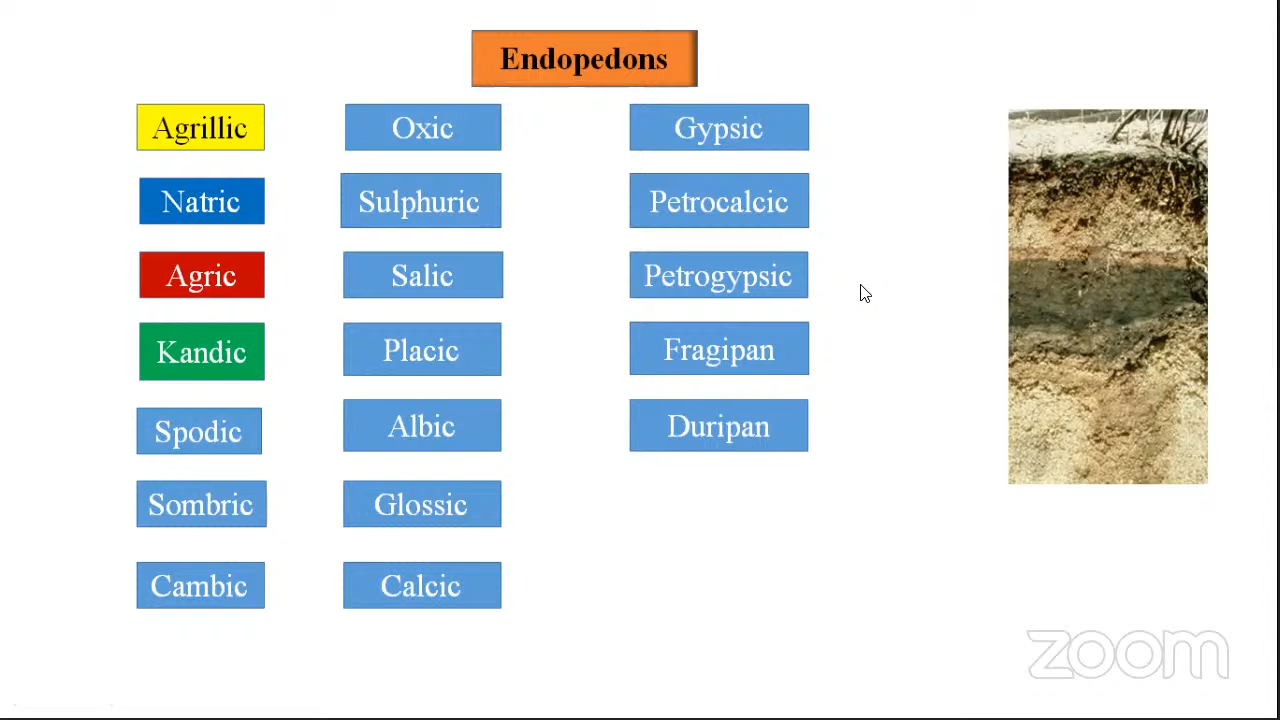 Endopedons
Agrillic
Natric
Agric
Kandic
Spodic
Sombric
Cambic
Oxic
Sulphuric
Salic
Placic
Albic
Glossic
Calcic
Gypsic
Petrocalcic
Petrogypsic
Fragipan
Duripan
zoom